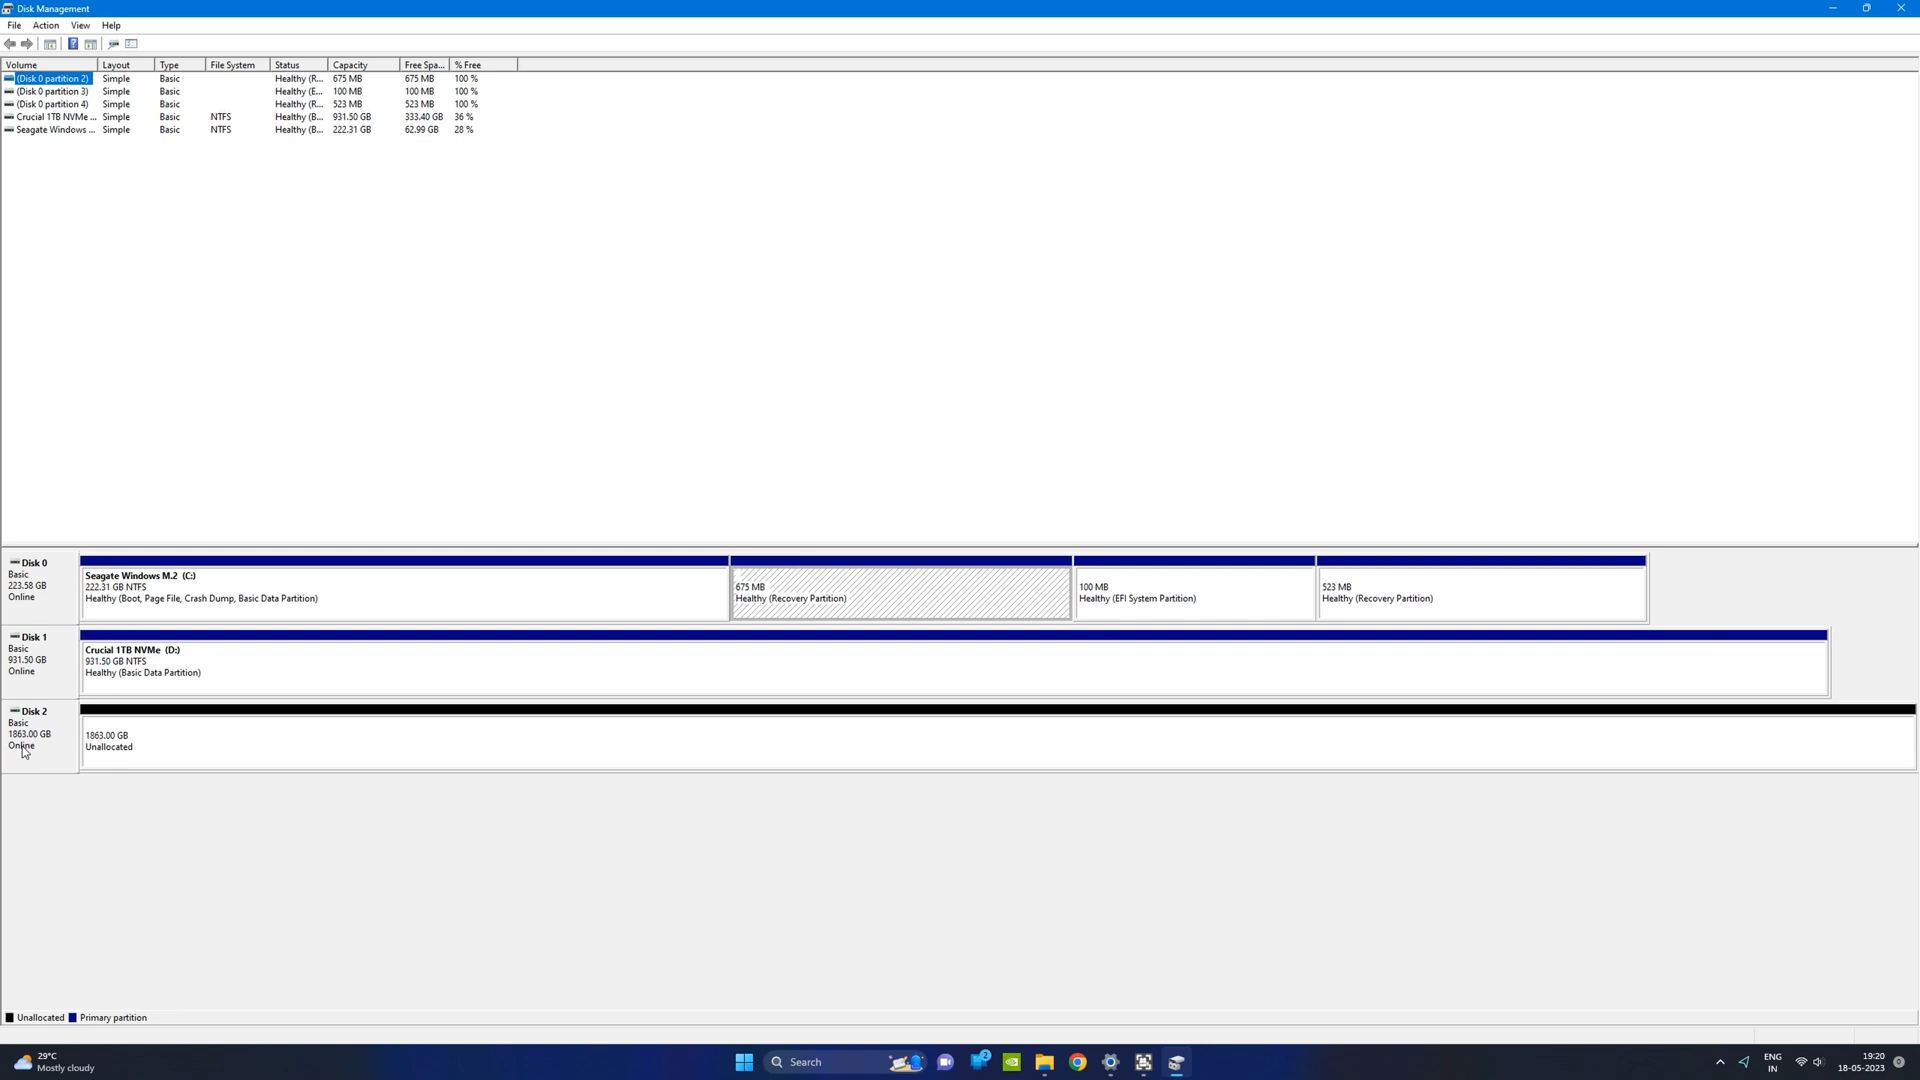 Disk Management
File Action View Help
Volume Layout Type File System Status Capacity Free Spa... % Free
(Disk 0 partition 2) Simple Basic Healthy (R... 675 MB 675 MB 100 %
(Disk 0 partition 3) Simple Basic Healthy (E... 100 MB 100 MB 100 %
(Disk 0 partition 4) Simple Basic Healthy (R... 523 MB 523 MB 100 %
Crucial 1TB NVMe ... Simple Basic NTFS Healthy (B... 931.50 GB 333.40 GB 36 %
Seagate Windows ... Simple Basic NTFS Healthy (B... 222.31 GB 62.99 GB 28 %
Disk 0
Basic
223.58 GB
Online
Seagate Windows M.2 (C:)
222.31 GB NTFS
Healthy (Boot, Page File, Crash Dump, Basic Data Partition)
675 MB
Healthy (Recovery Partition)
100 MB
Healthy (EFI System Partition)
523 MB
Healthy (Recovery Partition)
Disk 1
Basic
931.50 GB
Online
Crucial 1TB NVMe (D:)
931.50 GB NTFS
Healthy (Basic Data Partition)
Disk 2
Basic
1863.00 GB
Online
1863.00 GB
Unallocated
Unallocated Primary partition
29°C
Mostly cloudy
Search
2
ENG
IN
19:20
18-05-2023